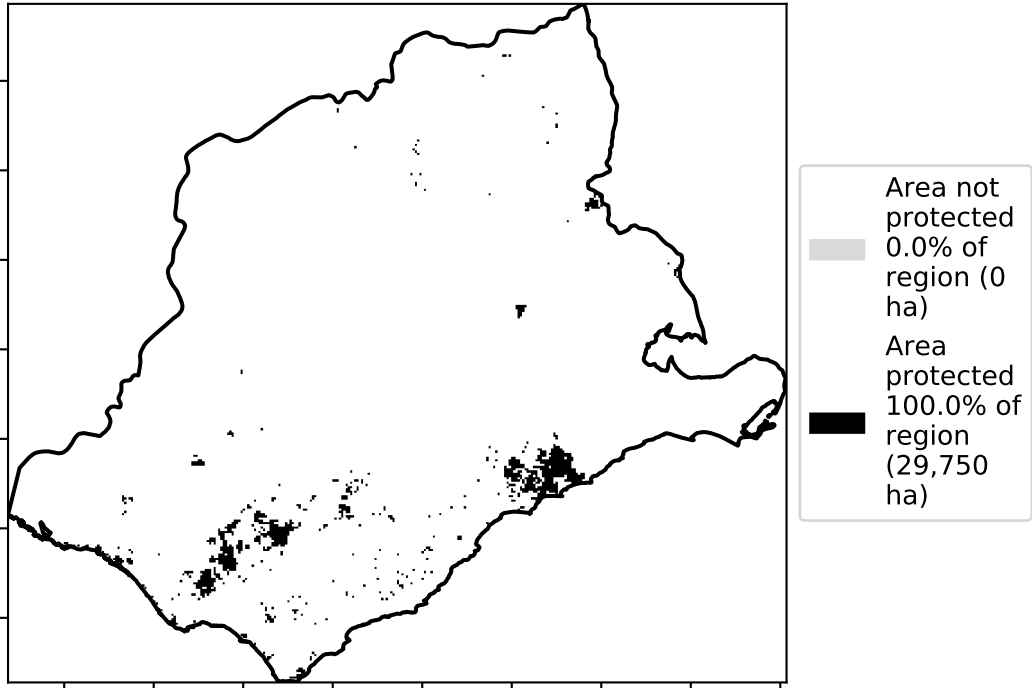 Area not
protected
0.0% of
region (0
ha)
Area
protected
100.0% of
region
(29,750
ha)